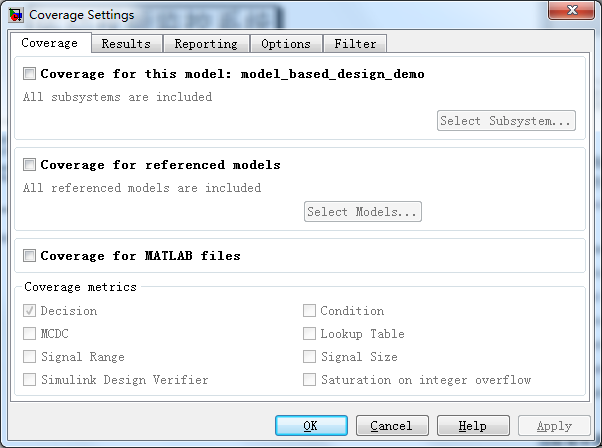 Coverage Settings
Coverage Results Reporting Options Filter
Coverage for this model: model_based_design_demo
All subsystems are included
Select Subsystem...
Coverage for referenced models
All referenced models are included
Select Models...
Coverage for MATLAB files
Coverage metrics
Decision Condition
MCDC Lookup Table
Signal Range Signal Size
Simulink Design Verifier Saturation on integer overflow
OK Cancel Help Apply